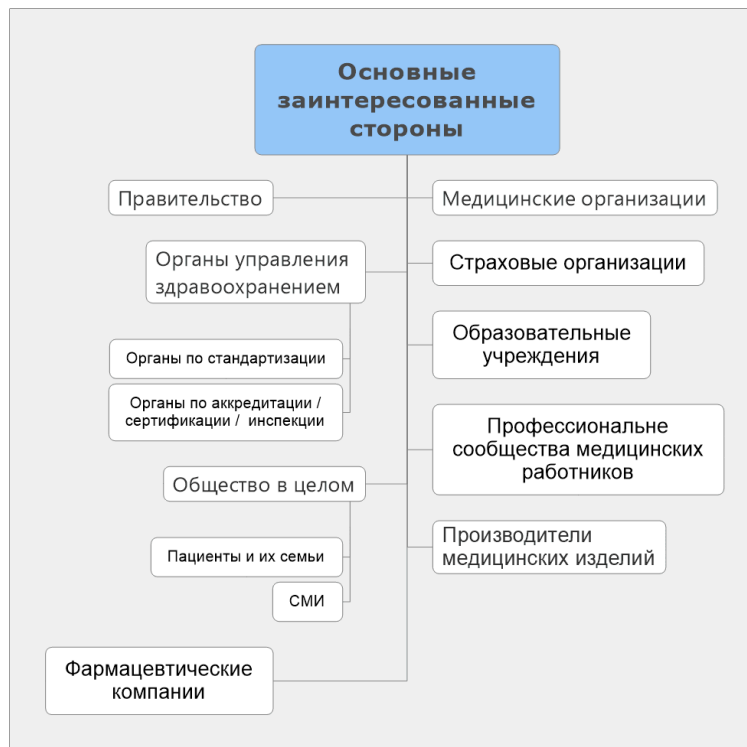 Основные
заинтересованные
стороны
Правительство
Медицинские организации
Органы управления
здравоохранением
Страховые организации
Органы по стандартизации
Образовательные
учреждения
Органы по аккредитации /
сертификации / инспекции
Профессиональне
сообщества медицинских
работников
Общество в целом
Производители
медицинских изделий
Пациенты и их семьи
СМИ
Фармацевтические
компании